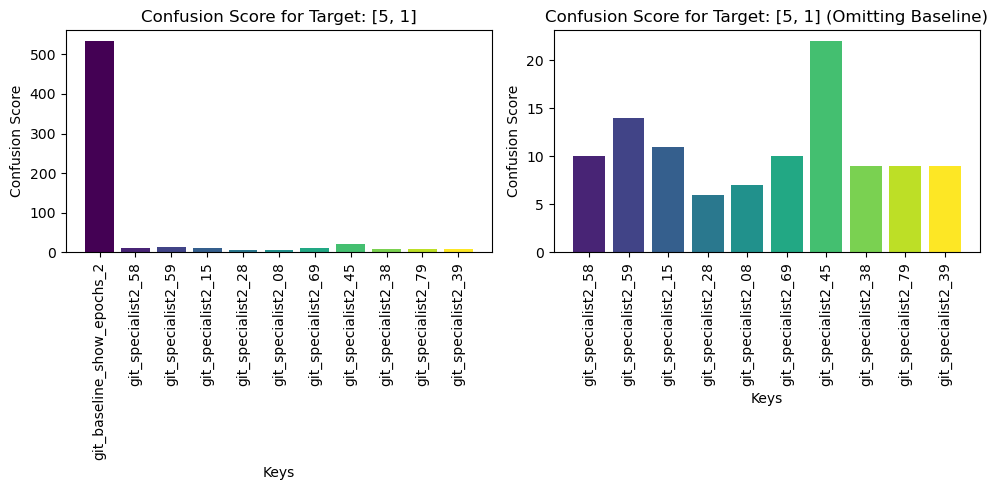 Confusion Score for Target: [5, 1]
Confusion Score
500
400
300
200
100
0
git_baseline_show_epochs_2
git_specialist2_58
git_specialist2_59
git_specialist2_15
git_specialist2_28
git_specialist2_08
git_specialist2_69
git_specialist2_45
git_specialist2_38
git_specialist2_79
git_specialist2_39
Keys
Confusion Score for Target: [5, 1] (Omitting Baseline)
Confusion Score
20
15
10
5
0
git_specialist2_58
git_specialist2_59
git_specialist2_15
git_specialist2_28
git_specialist2_08
git_specialist2_69
git_specialist2_45
git_specialist2_38
git_specialist2_79
git_specialist2_39
Keys